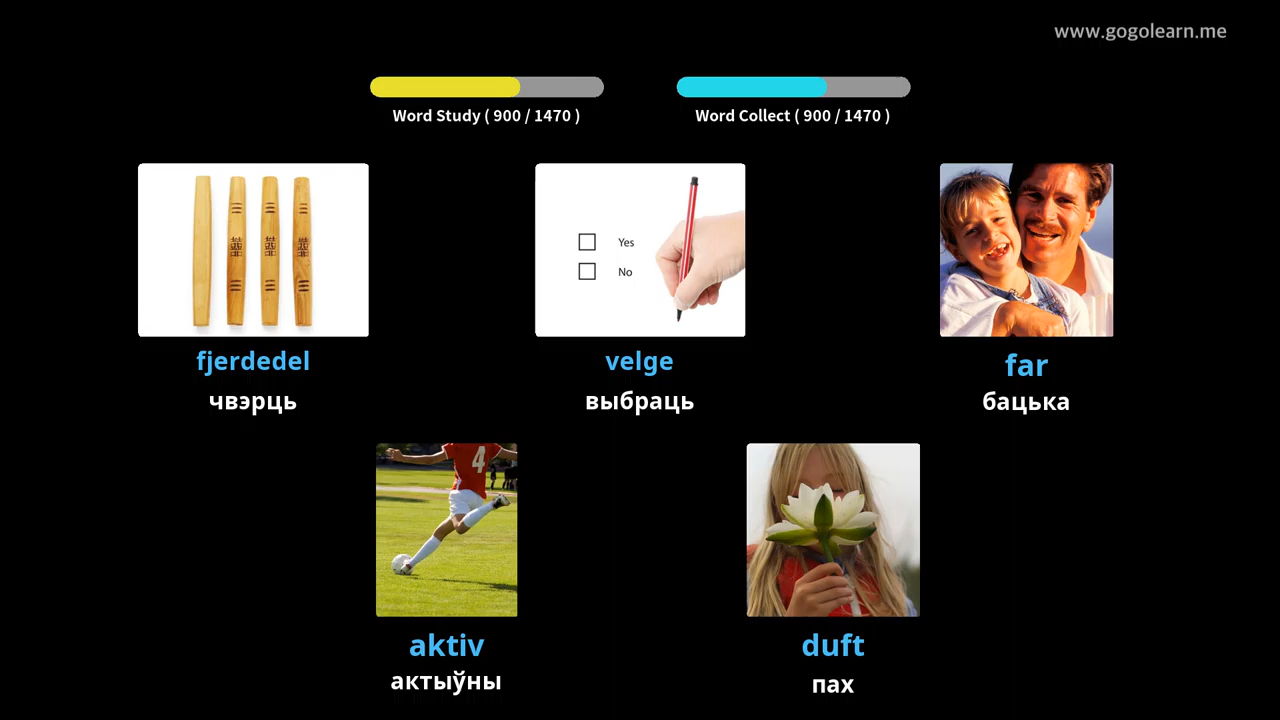 www.gogolearn.me
Word Study ( 900 / 1470 )
Word Collect ( 900 / 1470 )
Yes
No
fjerdedel
чвэрць
velge
выбраць
far
бацька
4
aktiv
актыўны
duft
пах